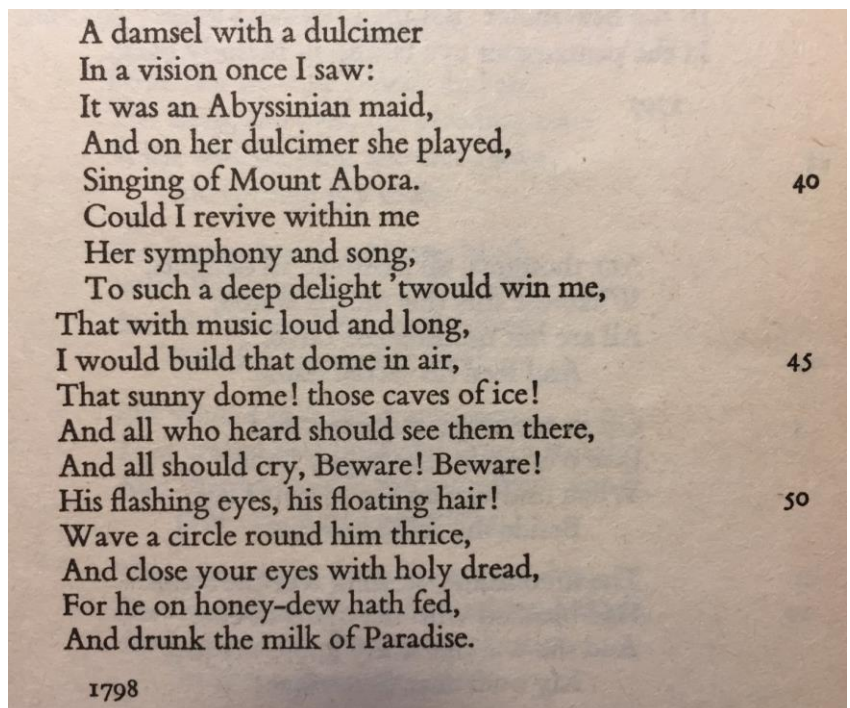 A damsel with a dulcimer
In a vision once I saw:
It was an Abyssinian maid,
And on her dulcimer she played,
Singing of Mount Abora. 40
Could I revive within me
Her symphony and song,
To such a deep delight ’twould win me,
That with music loud and long,
I would build that dome in air, 45
That sunny dome! those caves of ice!
And all who heard should see them there,
And all should cry, Beware! Beware!
His flashing eyes, his floating hair! 50
Wave a circle round him thrice,
And close your eyes with holy dread,
For he on honey-dew hath fed,
And drunk the milk of Paradise.
1798